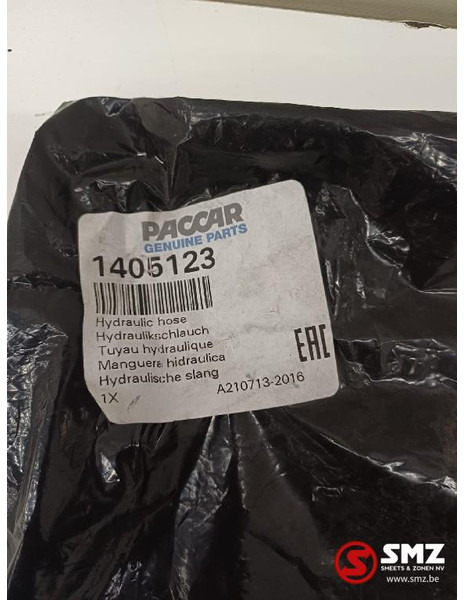 PACCAR
GENUINE PARTS
1405123
Hydraulic hose
Hydraulikschlauch
Tuyau hydraulique
Manguera hidraulica
Hydraulische slang
1X
A210713-2016
EAC
SMZ
SMEETS & ZONEN NV
www.smz.be